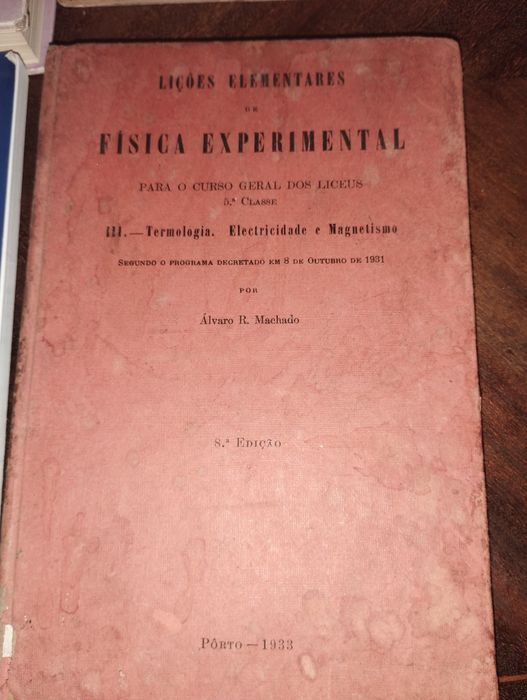 LIÇÕES ELEMENTARES
DE
FÍSICA EXPERIMENTAL
PARA O CURSO GERAL DOS LICEUS
5.ª CLASSE
III.—Termologia. Electricidade e Magnetismo
SEGUNDO O PROGRAMA DECRETADO EM 8 DE OUTUBRO DE 1931
POR
Álvaro R. Machado
8.ª EDIÇÃO
PÔRTO—1933